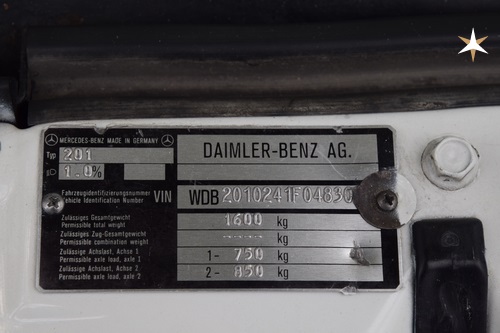 MERCEDES-BENZ MADE IN GERMANY
Typ 201
1.0%
DAIMLER-BENZ AG.
Fahrzeugidentifizierungsnummer
Vehicle Identification Number
VIN
WDB 2010241F04830
Zulässiges Gesamtgewicht
Permissible total weight
1600 kg
Zulässiges Zug-Gesamtgewicht
Permissible combination weight
---- kg
Zulässige Achslast, Achse 1
Permissible axle load, axle 1
1- 750 kg
Zulässige Achslast, Achse 2
Permissible axle load, axle 2
2- 850 kg